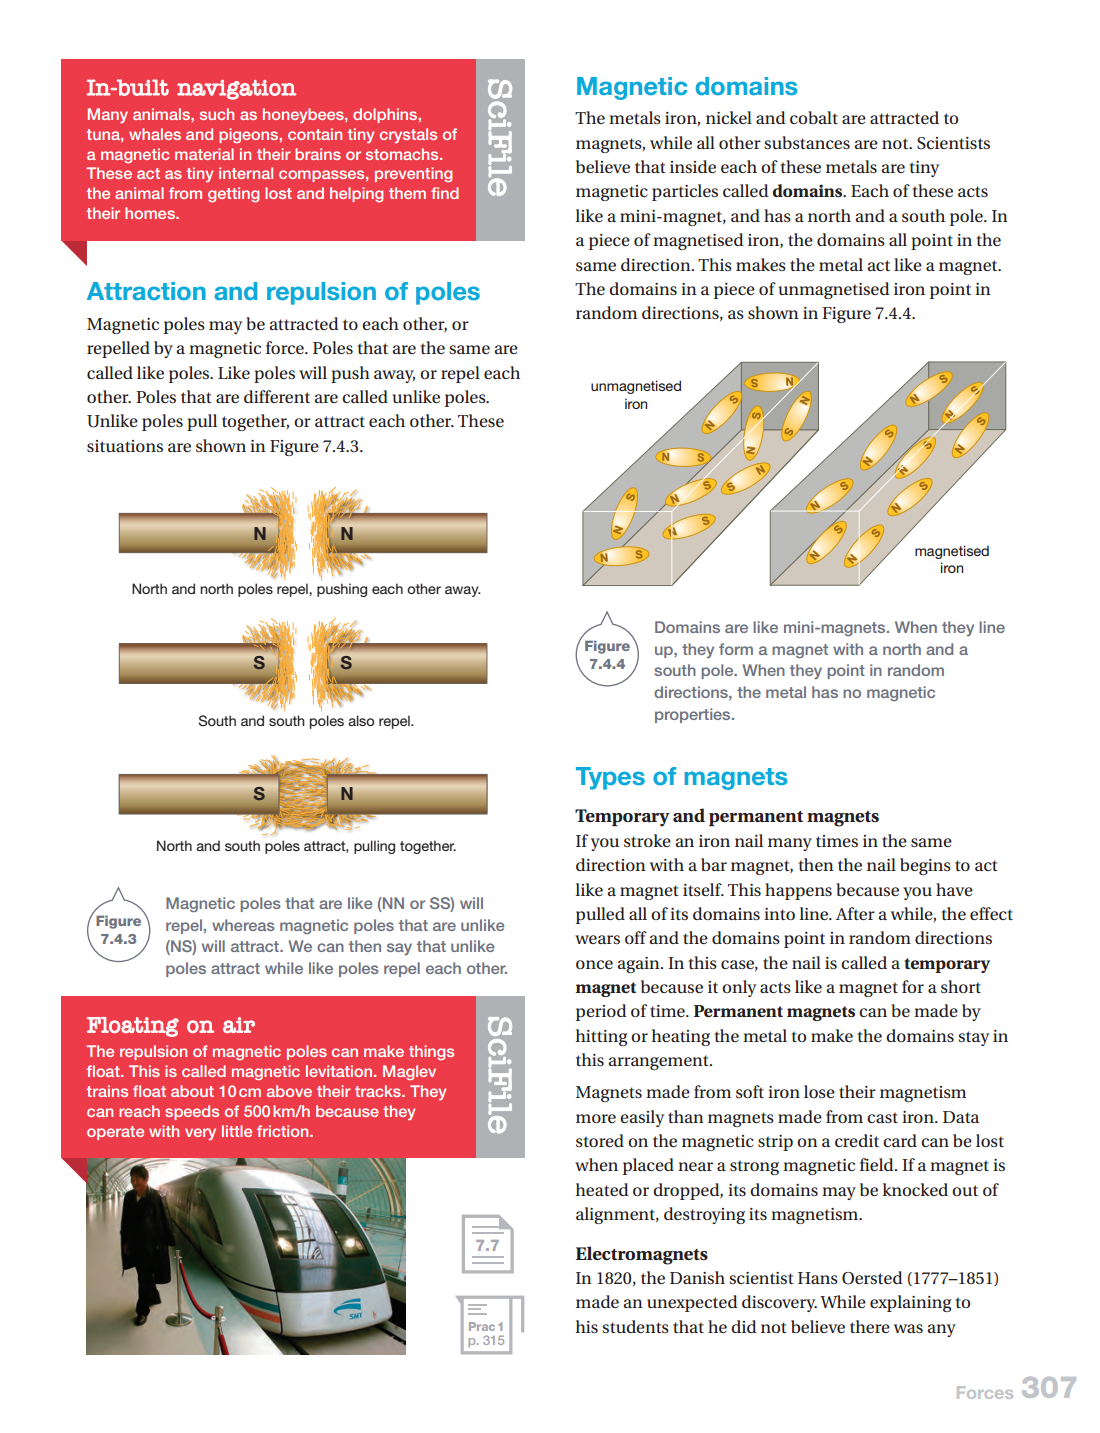 In-built navigation
Many animals, such as honeybees, dolphins,
tuna, whales and pigeons, contain tiny crystals of
a magnetic material in their brains or stomachs.
These act as tiny internal compasses, preventing
the animal from getting lost and helping them find
their homes.
SciFile
Attraction and repulsion of poles
Magnetic poles may be attracted to each other, or
repelled by a magnetic force. Poles that are the same are
called like poles. Like poles will push away, or repel each
other. Poles that are different are called unlike poles.
Unlike poles pull together, or attract each other. These
situations are shown in Figure 7.4.3.
N N
North and north poles repel, pushing each other away.
S S
South and south poles also repel.
S N
North and south poles attract, pulling together.
Figure
7.4.3
Magnetic poles that are like (NN or SS) will
repel, whereas magnetic poles that are unlike
(NS) will attract. We can then say that unlike
poles attract while like poles repel each other.
Floating on air
The repulsion of magnetic poles can make things
float. This is called magnetic levitation. Maglev
trains float about 10 cm above their tracks. They
can reach speeds of 500 km/h because they
operate with very little friction.
SciFile
SMT
7.7
Prac 1
p. 315
Magnetic domains
The metals iron, nickel and cobalt are attracted to
magnets, while all other substances are not. Scientists
believe that inside each of these metals are tiny
magnetic particles called domains. Each of these acts
like a mini-magnet, and has a north and a south pole. In
a piece of magnetised iron, the domains all point in the
same direction. This makes the metal act like a magnet.
The domains in a piece of unmagnetised iron point in
random directions, as shown in Figure 7.4.4.
unmagnetised
iron
S N
N S
N S
S N
N S
N S
S N
N S
N S
N S
magnetised
iron
N S
N S
N S
N S
N S
N S
N S
N S
N S
Figure
7.4.4
Domains are like mini-magnets. When they line
up, they form a magnet with a north and a
south pole. When they point in random
directions, the metal has no magnetic
properties.
Types of magnets
Temporary and permanent magnets
If you stroke an iron nail many times in the same
direction with a bar magnet, then the nail begins to act
like a magnet itself. This happens because you have
pulled all of its domains into line. After a while, the effect
wears off and the domains point in random directions
once again. In this case, the nail is called a temporary
magnet because it only acts like a magnet for a short
period of time. Permanent magnets can be made by
hitting or heating the metal to make the domains stay in
this arrangement.
Magnets made from soft iron lose their magnetism
more easily than magnets made from cast iron. Data
stored on the magnetic strip on a credit card can be lost
when placed near a strong magnetic field. If a magnet is
heated or dropped, its domains may be knocked out of
alignment, destroying its magnetism.
Electromagnets
In 1820, the Danish scientist Hans Oersted (1777–1851)
made an unexpected discovery. While explaining to
his students that he did not believe there was any
Forces 307